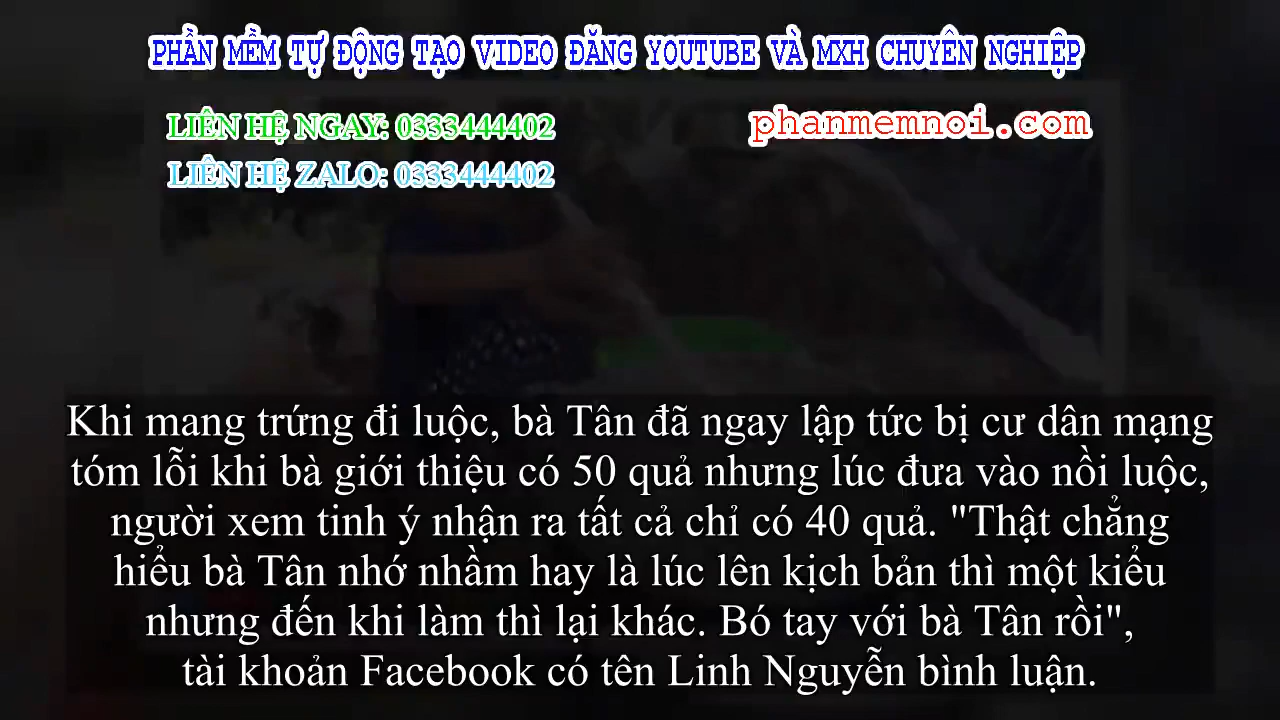 PHẦN MỀM TỰ ĐỘNG TẠO VIDEO ĐĂNG YOUTUBE VÀ MXH CHUYÊN NGHIỆP
LIÊN HỆ NGAY: 0333444402
phanmemnoi.com
LIÊN HỆ ZALO: 0333444402
Khi mang trứng đi luộc, bà Tân đã ngay lập tức bị cư dân mạng
tóm lỗi khi bà giới thiệu có 50 quả nhưng lúc đưa vào nồi luộc,
người xem tinh ý nhận ra tất cả chỉ có 40 quả. "Thật chẳng
hiểu bà Tân nhớ nhầm hay là lúc lên kịch bản thì một kiểu
nhưng đến khi làm thì lại khác. Bó tay với bà Tân rồi",
tài khoản Facebook có tên Linh Nguyễn bình luận.